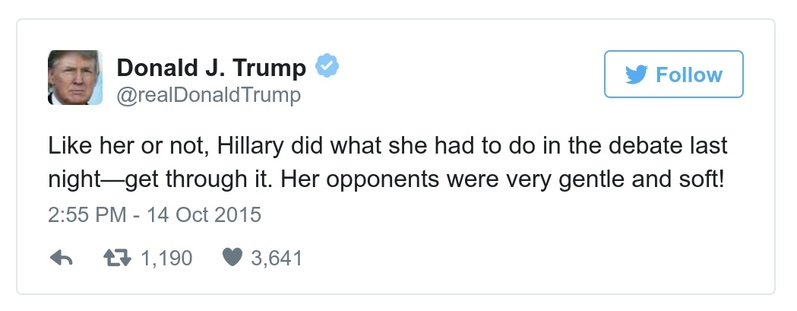 Donald J. Trump
Follow
@realDonaldTrump
Like her or not, Hillary did what she had to do in the debate last
night—get through it. Her opponents were very gentle and soft!
2:55 PM - 14 Oct 2015
1,190 3,641